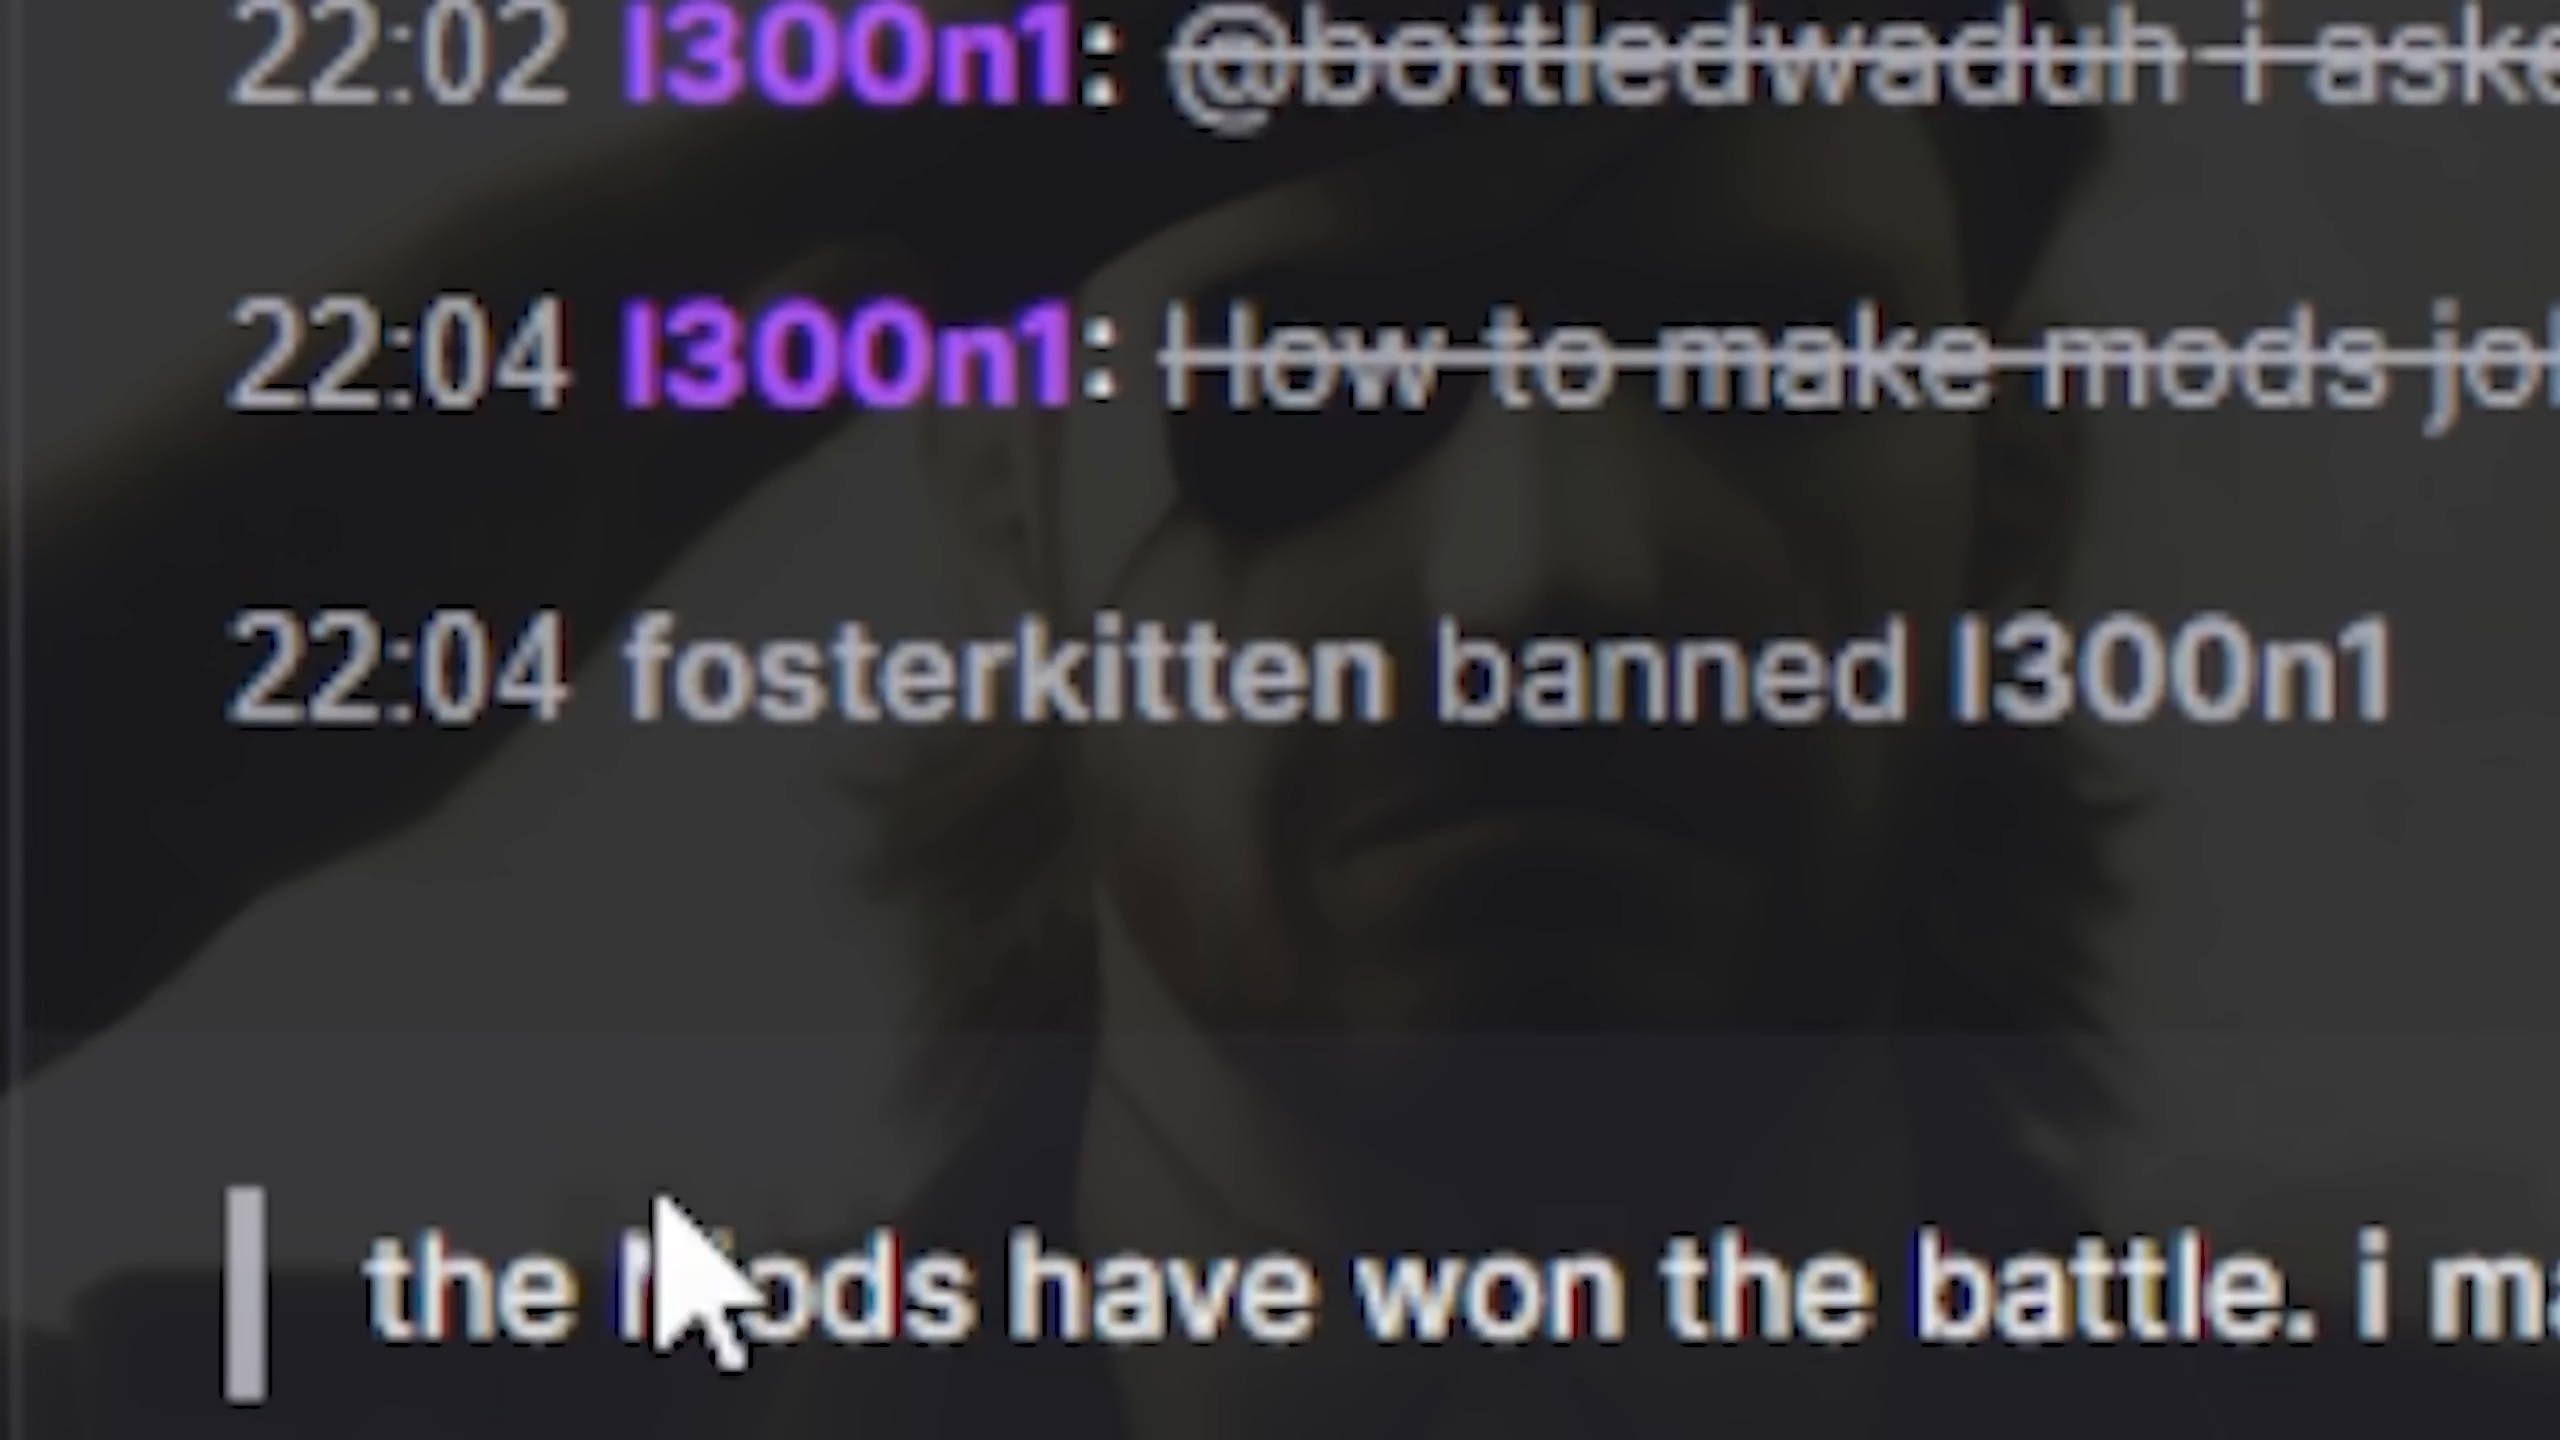 22:02 l300n1: @bottledwaduh i aske
22:04 l300n1: How to make mods jo
22:04 fosterkitten banned l300n1
the Mods have won the battle. i ma